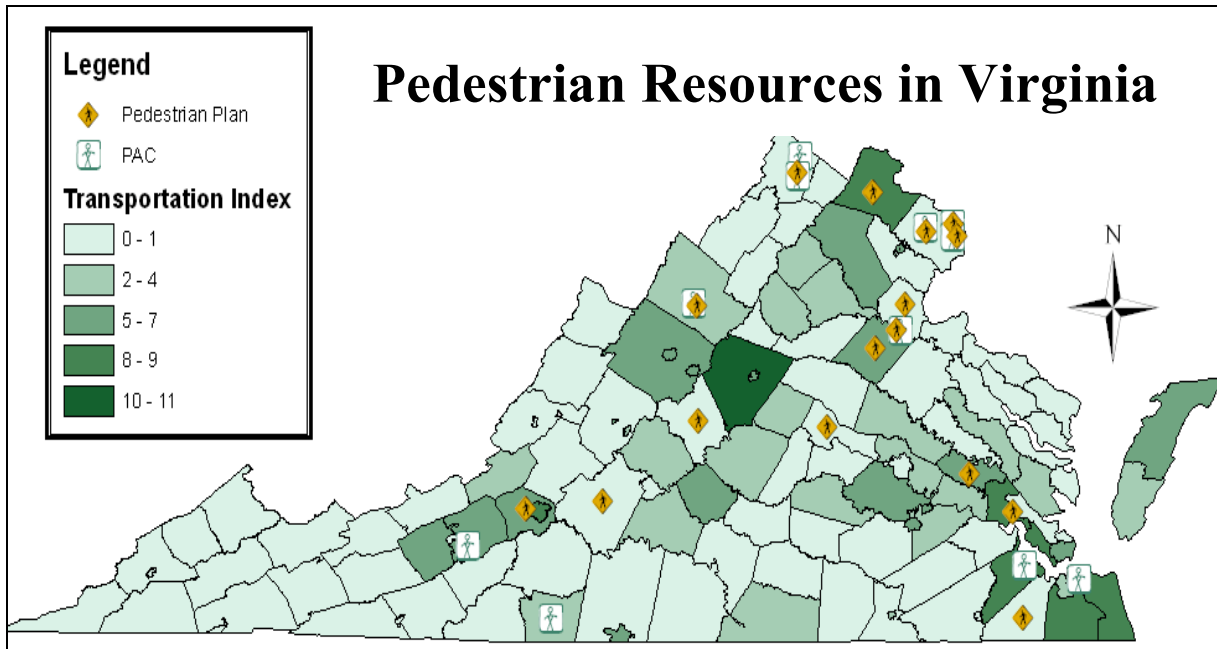 Pedestrian Resources in Virginia
Legend
Pedestrian Plan
PAC
Transportation Index
0 - 1
2 - 4
5 - 7
8 - 9
10 - 11
N